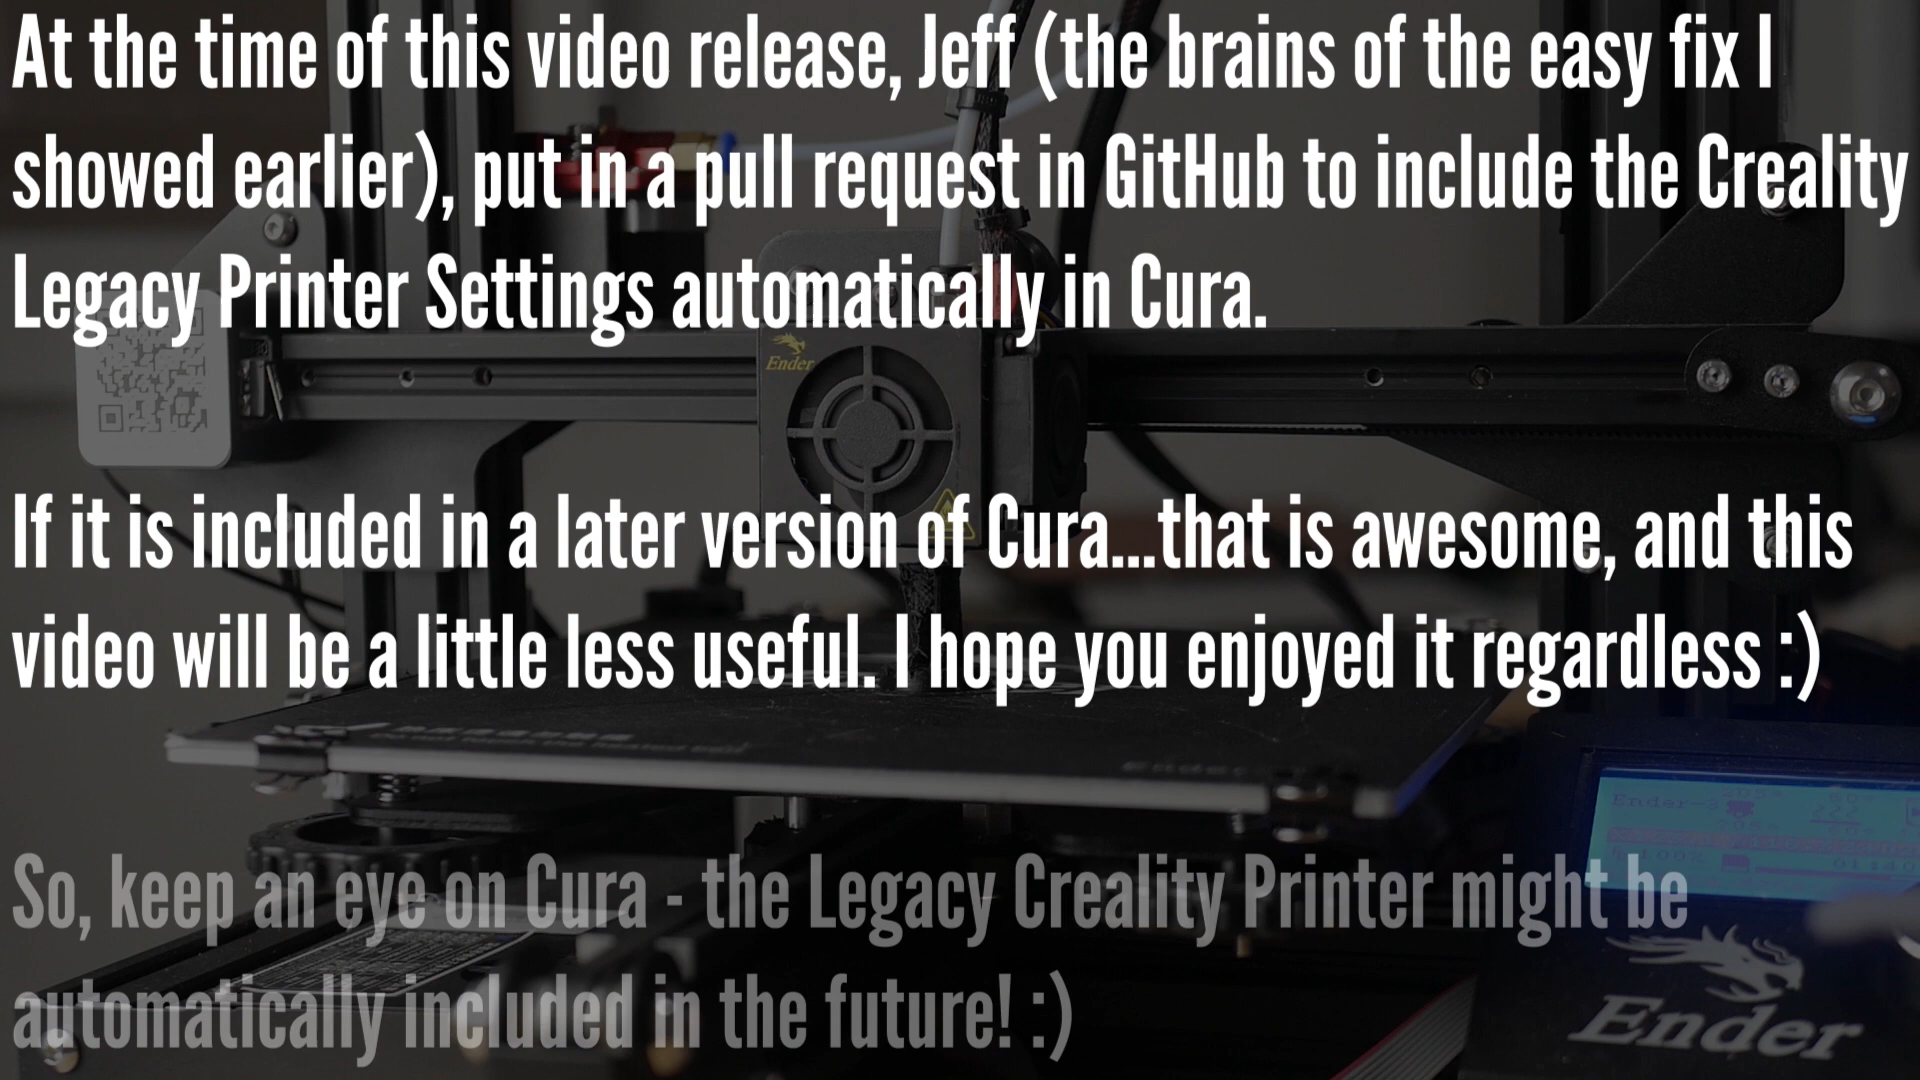 At the time of this video release, Jeff (the brains of the easy fix I
showed earlier), put in a pull request in GitHub to include the Creality
Legacy Printer Settings automatically in Cura.
Ender
If it is included in a later version of Cura...that is awesome, and this
video will be a little less useful. I hope you enjoyed it regardless :)
Ender-3
100%
So, keep an eye on Cura - the Legacy Creality Printer might be
automatically included in the future! :)
Ender